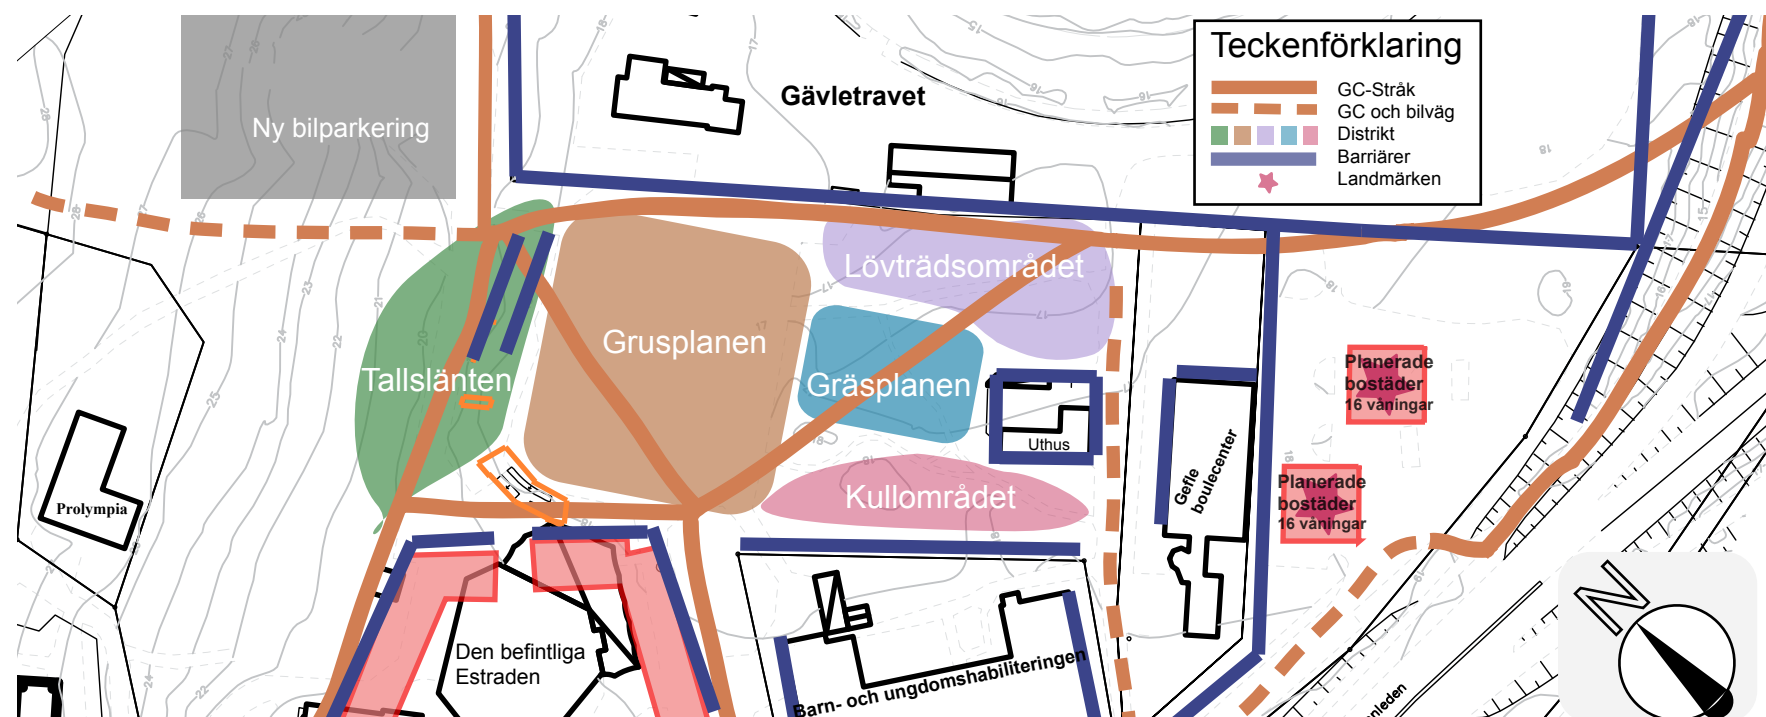 Ny bilparkering
Gävletravet
Teckenförklaring
GC-Stråk
GC och bilväg
Distrikt
Barriärer
Landmärken
Lövträdsområdet
Grusplanen
Tallslänten
Gräsplanen
Uthus
Kullområdet
Gefle
boulecenter
Planerade
bostäder
16 våningar
Planerade
bostäder
16 våningar
Prolympia
Den befintliga
Estraden
Barn- och ungdomshabiliteringen
nleden
N